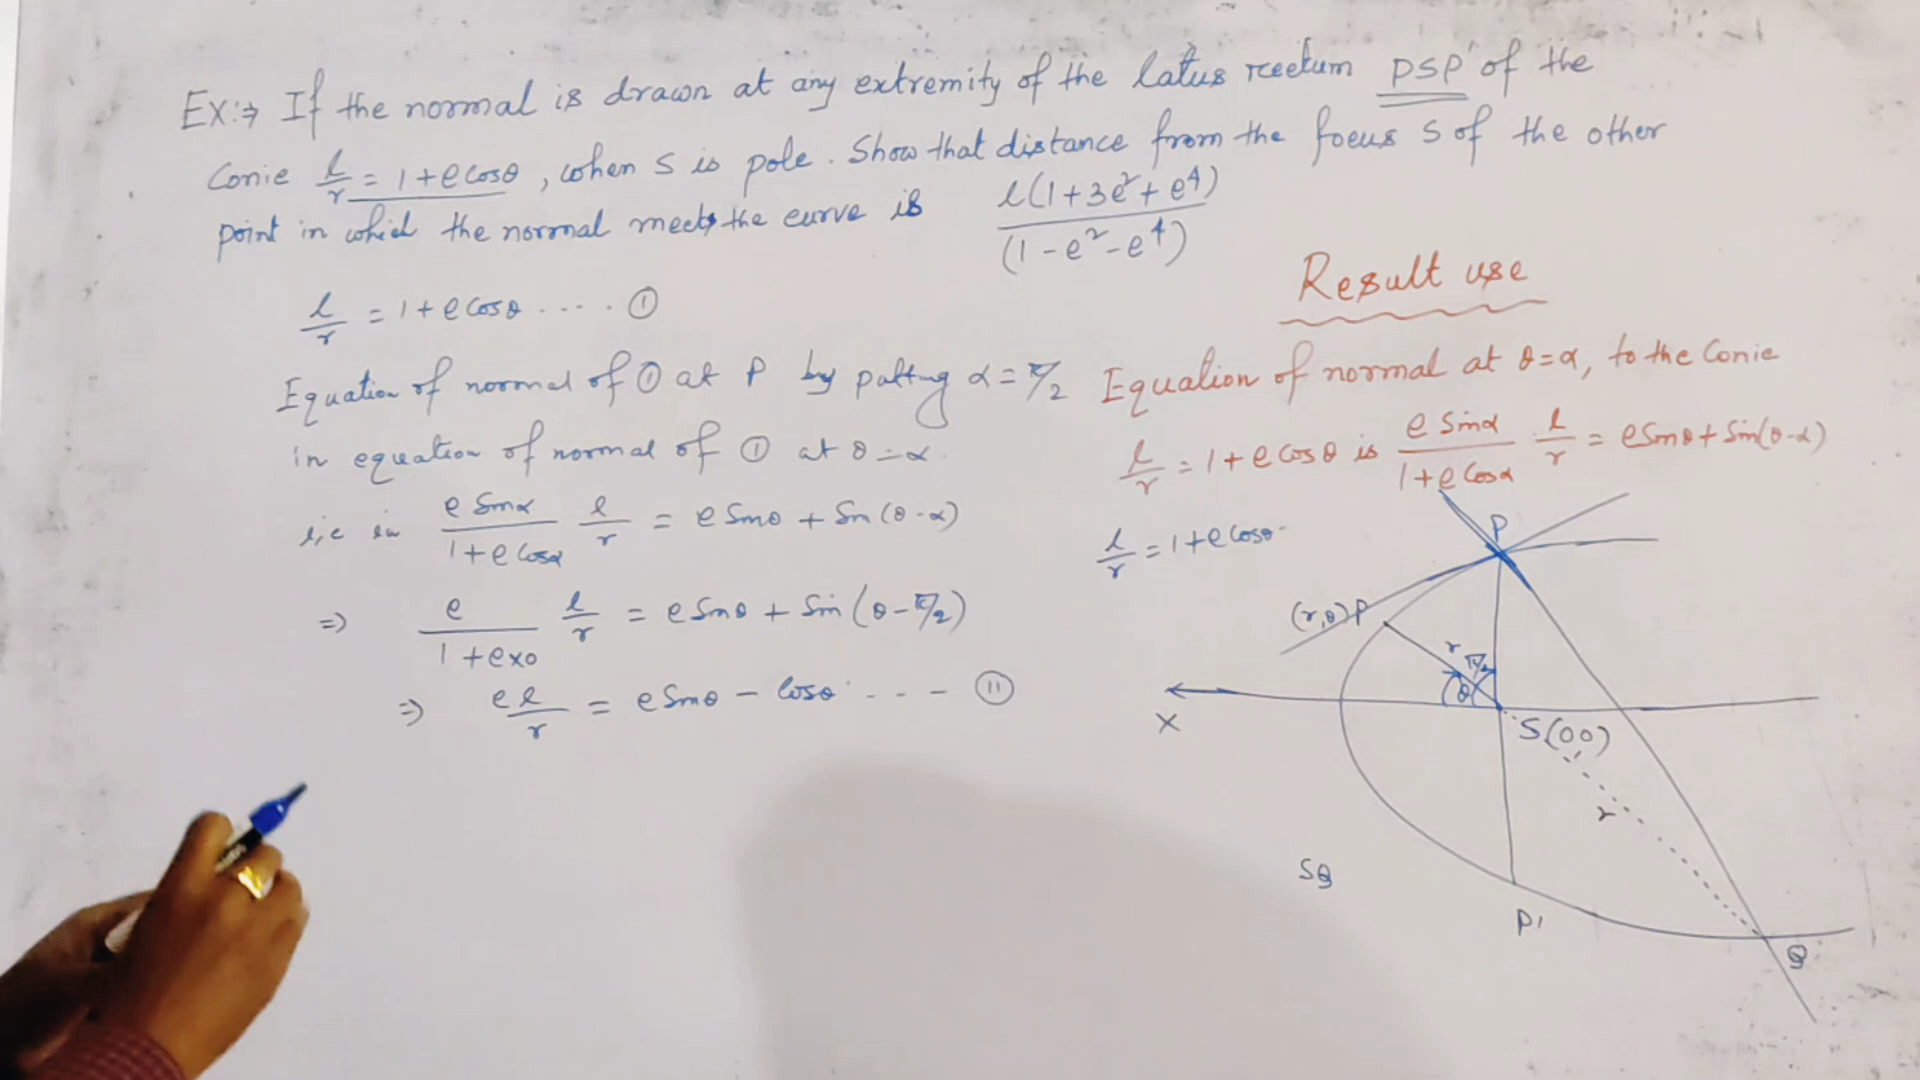 EX:⇒ If the normal is drawn at any extremity of the latus rectum PSP' of the
Conic l/r = 1+e cosθ, when S is pole. Show that distance from the focus S of the other
point in which the normal meets the curve is l(1+3e²+e⁴)/(1-e²-e⁴)
Result use
l/r = 1+e cosθ .... ①
Equation of normal of ① at P by putting α = π/2
in equation of normal of ① at θ = α.
i.e in e Sinα/1+e Cosα l/r = e Sinθ + Sin(θ-α)
⇒ e/1+e×0 l/r = e Sinθ + Sin(θ-π/2)
⇒ el/r = e Sinθ - Cosθ ... ⑪
Equation of normal at θ=α, to the Conic
l/r = 1+e Cosθ is e Sinα/1+e Cosα . l/r = e Sinθ + Sin(θ-α)
l/r = 1+e Cosθ
P
(r,θ)P
r
π/2
θ
X
S(0,0)
r
SQ
P'
Q